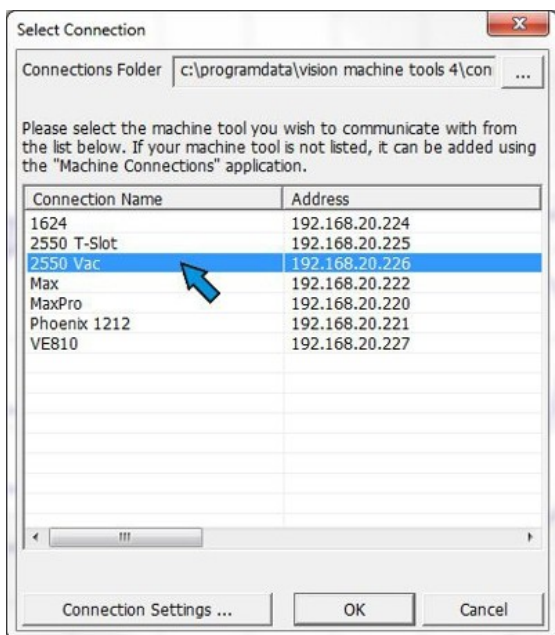 Select Connection
Connections Folder c:\programdata\vision machine tools 4\con ...
Please select the machine tool you wish to communicate with from
the list below. If your machine tool is not listed, it can be added using
the "Machine Connections" application.
Connection Name Address
1624 192.168.20.224
2550 T-Slot 192.168.20.225
2550 Vac 192.168.20.226
Max 192.168.20.222
MaxPro 192.168.20.220
Phoenix 1212 192.168.20.221
VE810 192.168.20.227
Connection Settings ... OK Cancel